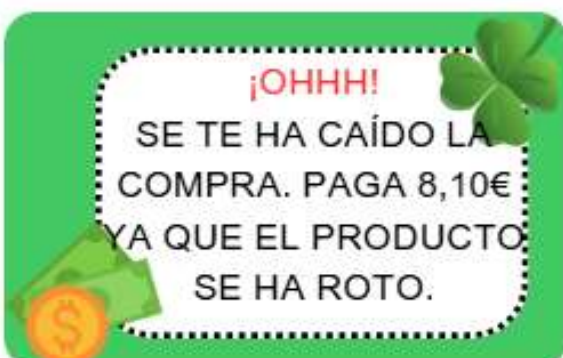 ¡OHHH!
SE TE HA CAÍDO LA
COMPRA. PAGA 8,10€
YA QUE EL PRODUCTO
SE HA ROTO.
$